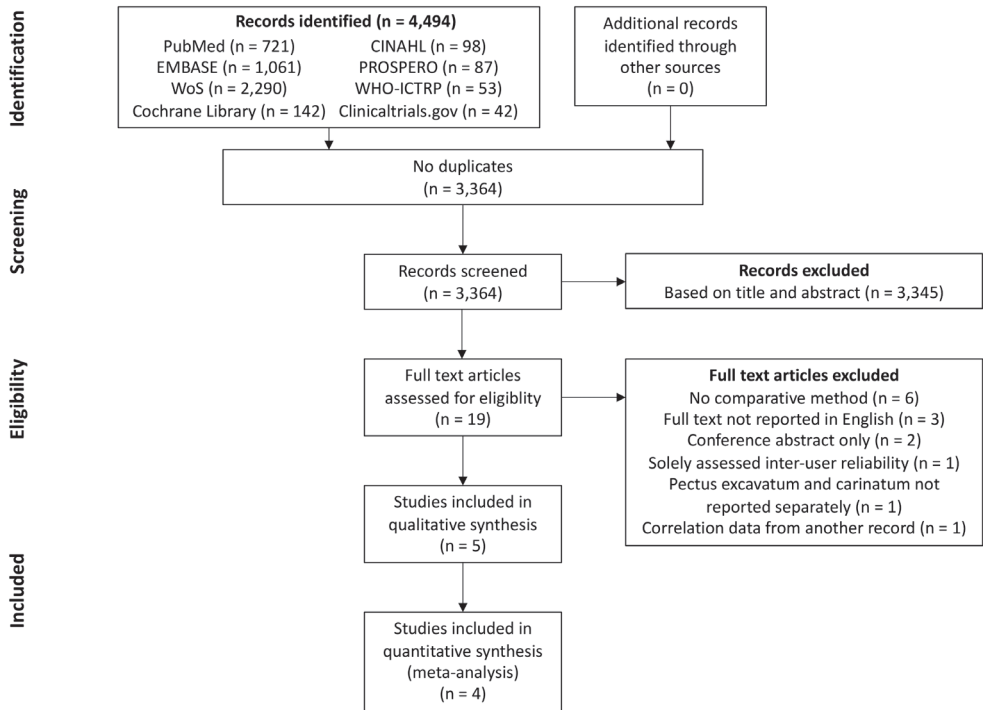 Identification
Records identified (n = 4,494)
PubMed (n = 721)
CINAHL (n = 98)
EMBASE (n = 1,061)
PROSPERO (n = 87)
WoS (n = 2,290)
WHO-ICTRP (n = 53)
Cochrane Library (n = 142)
Clinicaltrials.gov (n = 42)
Additional records
identified through
other sources
(n = 0)
Screening
No duplicates
(n = 3,364)
Records screened
(n = 3,364)
Records excluded
Based on title and abstract (n = 3,345)
Eligibility
Full text articles
assessed for eligiblity
(n = 19)
Full text articles excluded
No comparative method (n = 6)
Full text not reported in English (n = 3)
Conference abstract only (n = 2)
Solely assessed inter-user reliability (n = 1)
Pectus excavatum and carinatum not
reported separately (n = 1)
Correlation data from another record (n = 1)
Included
Studies included in
qualitative synthesis
(n = 5)
Studies included in
quantitative synthesis
(meta-analysis)
(n = 4)